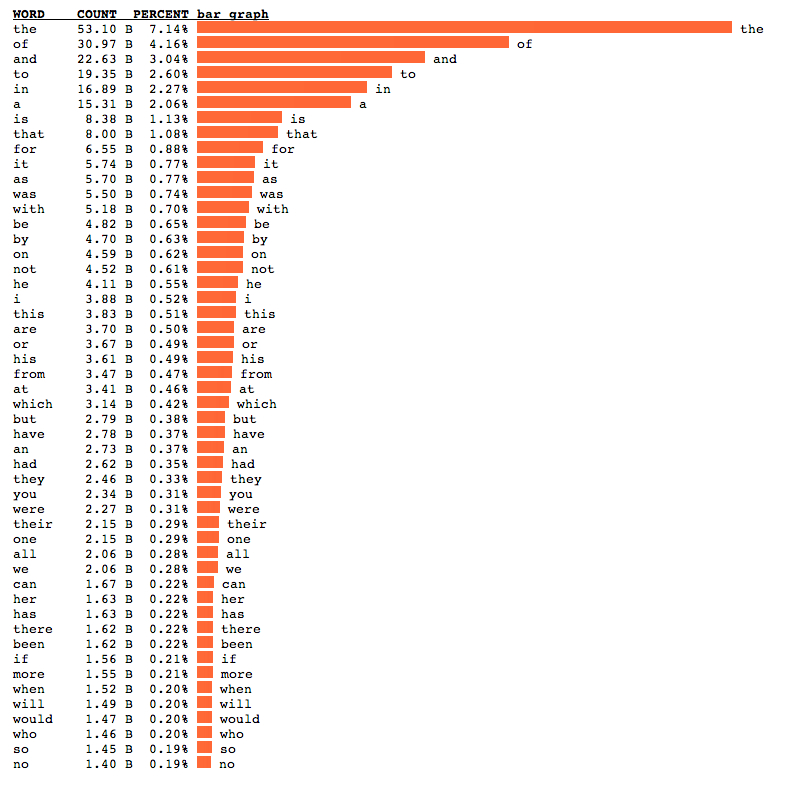 WORD COUNT PERCENT bar graph
the 53.10 B 7.14% the
of 30.97 B 4.16% of
and 22.63 B 3.04% and
to 19.35 B 2.60% to
in 16.89 B 2.27% in
a 15.31 B 2.06% a
is 8.38 B 1.13% is
that 8.00 B 1.08% that
for 6.55 B 0.88% for
it 5.74 B 0.77% it
as 5.70 B 0.77% as
was 5.50 B 0.74% was
with 5.18 B 0.70% with
be 4.82 B 0.65% be
by 4.70 B 0.63% by
on 4.59 B 0.62% on
not 4.52 B 0.61% not
he 4.11 B 0.55% he
i 3.88 B 0.52% i
this 3.83 B 0.51% this
are 3.70 B 0.50% are
or 3.67 B 0.49% or
his 3.61 B 0.49% his
from 3.47 B 0.47% from
at 3.41 B 0.46% at
which 3.14 B 0.42% which
but 2.79 B 0.38% but
have 2.78 B 0.37% have
an 2.73 B 0.37% an
had 2.62 B 0.35% had
they 2.46 B 0.33% they
you 2.34 B 0.31% you
were 2.27 B 0.31% were
their 2.15 B 0.29% their
one 2.15 B 0.29% one
all 2.06 B 0.28% all
we 2.06 B 0.28% we
can 1.67 B 0.22% can
her 1.63 B 0.22% her
has 1.63 B 0.22% has
there 1.62 B 0.22% there
been 1.62 B 0.22% been
if 1.56 B 0.21% if
more 1.55 B 0.21% more
when 1.52 B 0.20% when
will 1.49 B 0.20% will
would 1.47 B 0.20% would
who 1.46 B 0.20% who
so 1.45 B 0.19% so
no 1.40 B 0.19% no